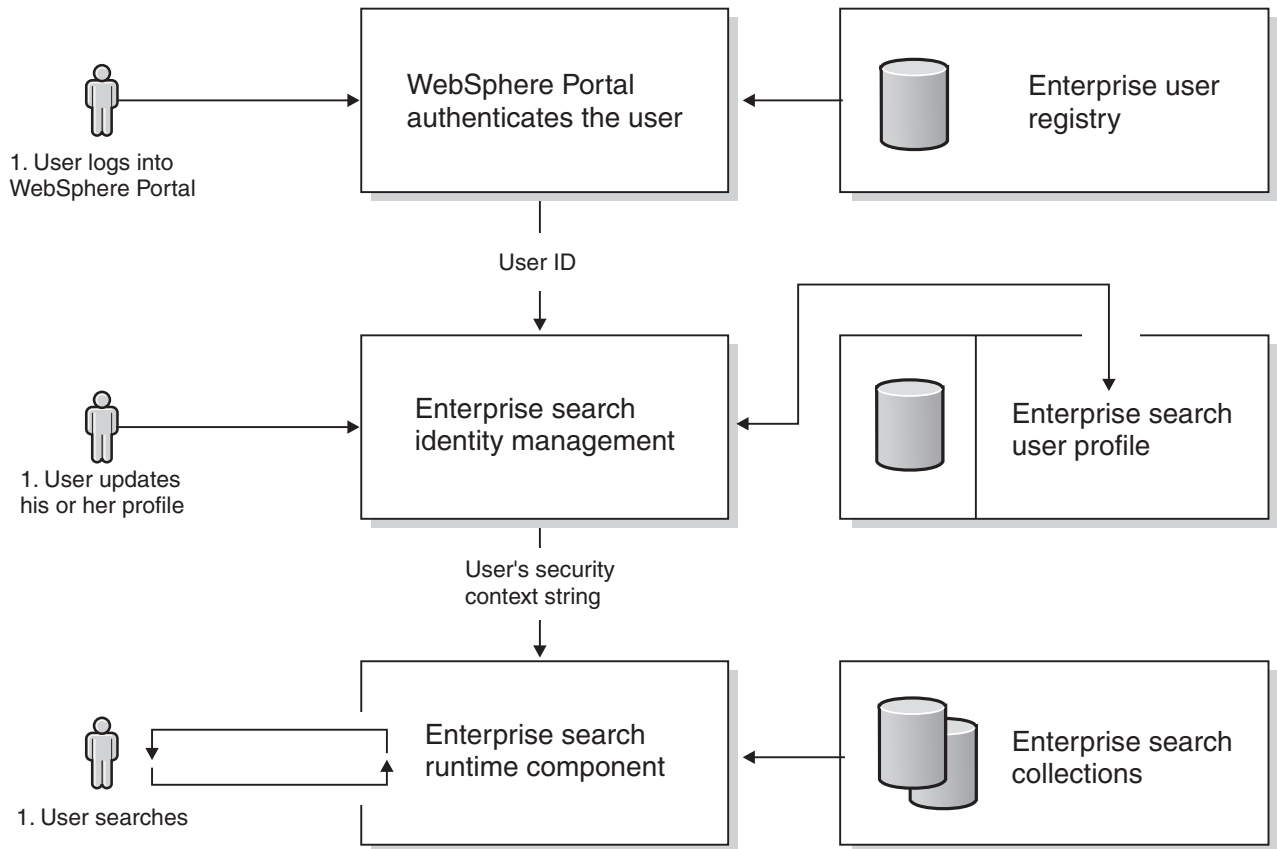 WebSphere Portal
authenticates the user
Enterprise user
registry
1. User logs into
WebSphere Portal
User ID
Enterprise search
identity management
Enterprise search
user profile
1. User updates
his or her profile
User's security
context string
Enterprise search
runtime component
Enterprise search
collections
1. User searches